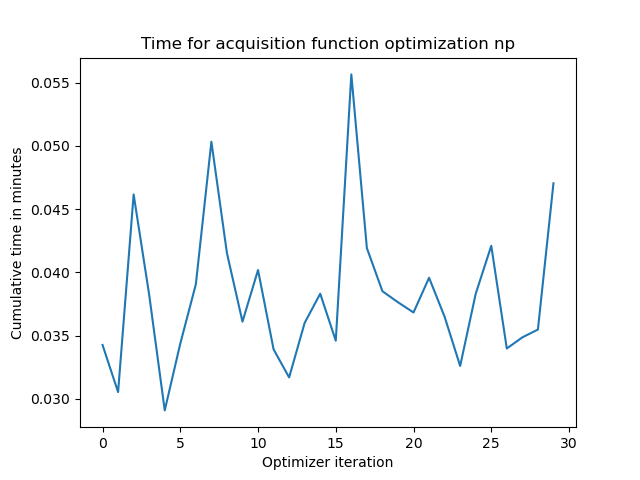 Time for acquisition function optimization np
Cumulative time in minutes
0.055
0.050
0.045
0.040
0.035
0.030
0 5 10 15 20 25 30
Optimizer iteration